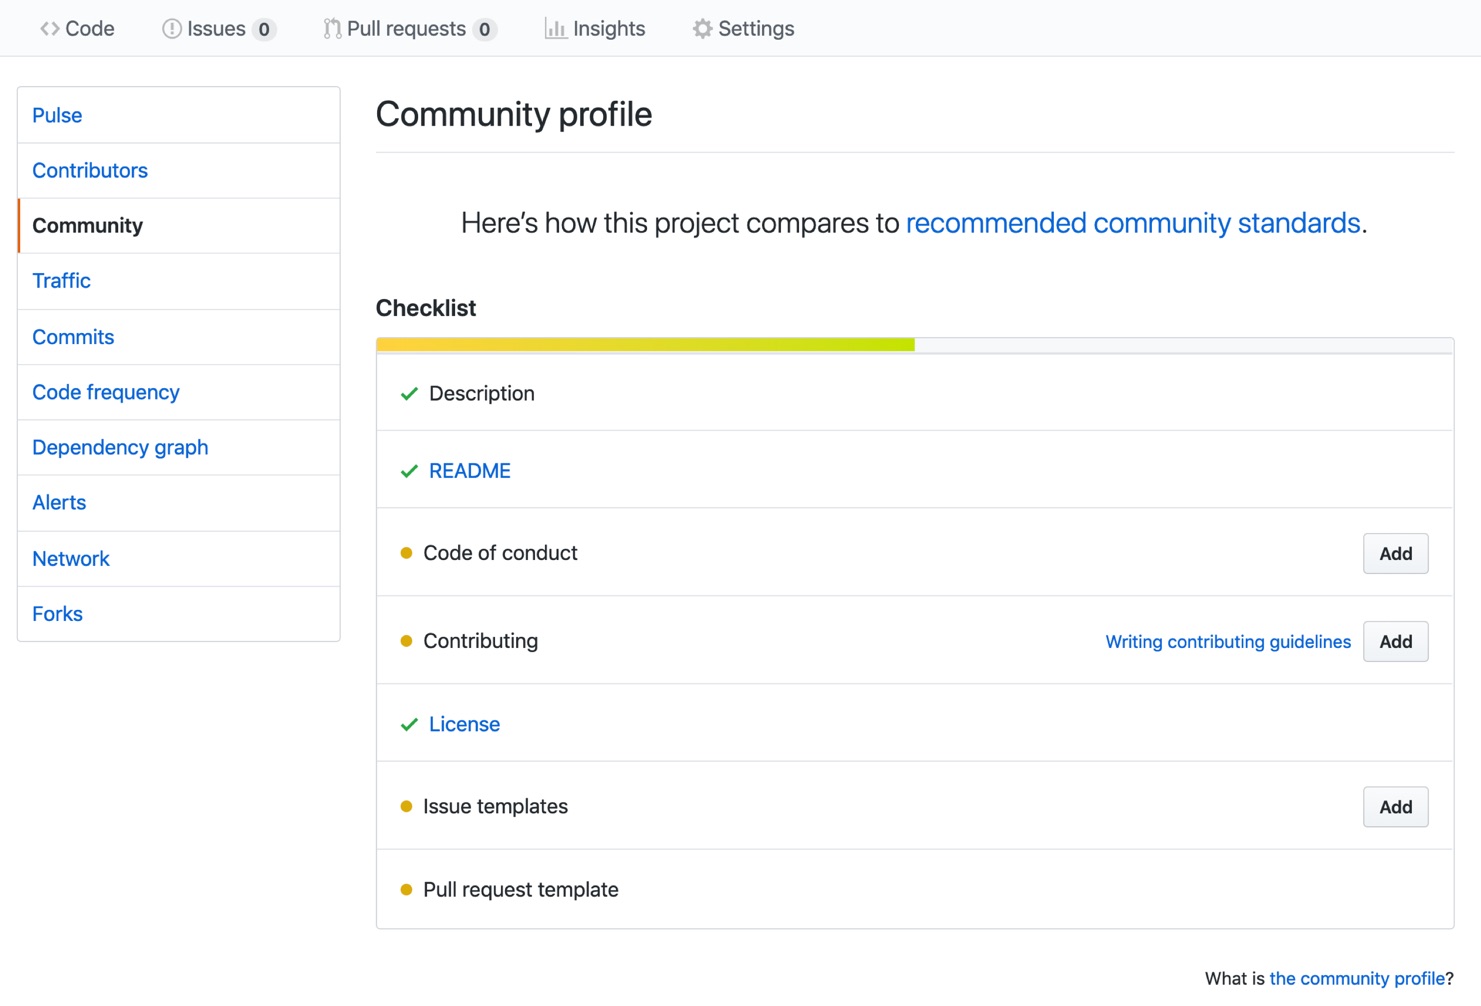 Code Issues 0 Pull requests 0 Insights Settings
Pulse
Contributors
Community
Traffic
Commits
Code frequency
Dependency graph
Alerts
Network
Forks
Community profile
Here’s how this project compares to recommended community standards.
Checklist
Description
README
Code of conduct Add
Contributing Writing contributing guidelines Add
License
Issue templates Add
Pull request template
What is the community profile?